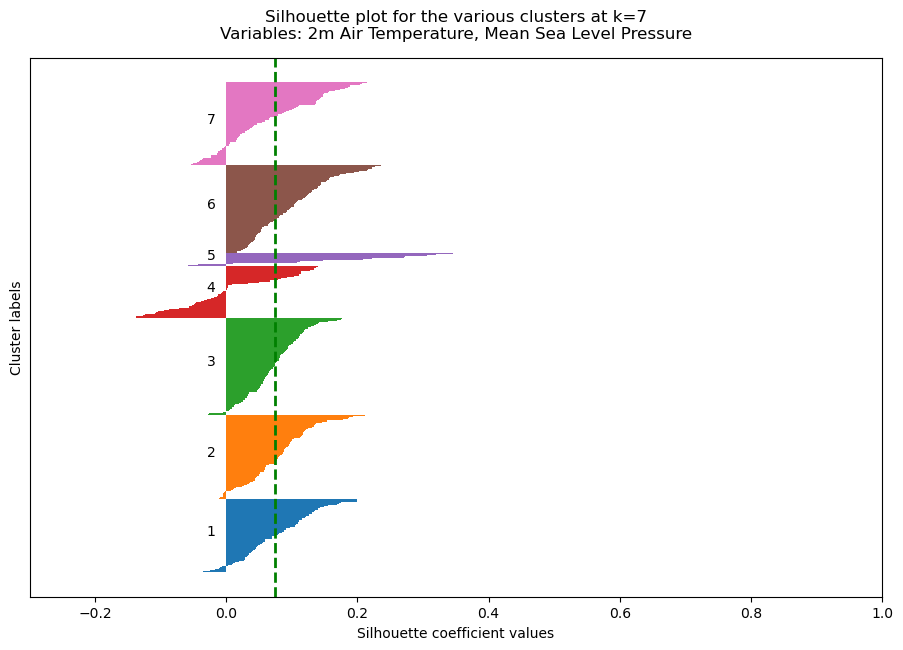 Silhouette plot for the various clusters at k=7
Variables: 2m Air Temperature, Mean Sea Level Pressure
7
6
5
4
3
2
1
Cluster labels
−0.2 0.0 0.2 0.4 0.6 0.8 1.0
Silhouette coefficient values